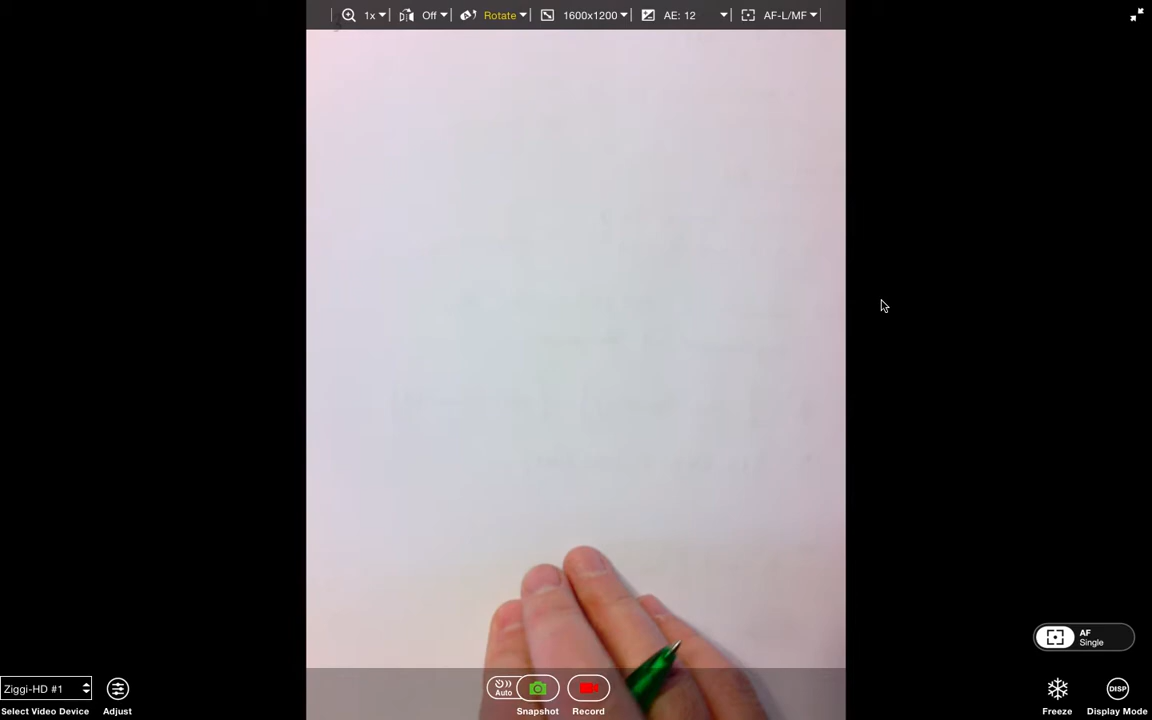 1x Off Rotate 1600x1200 AE: 12 AF-L/MF
AF
Single
Ziggi-HD #1
Auto
Select Video Device Adjust Snapshot Record Freeze DISP Display Mode